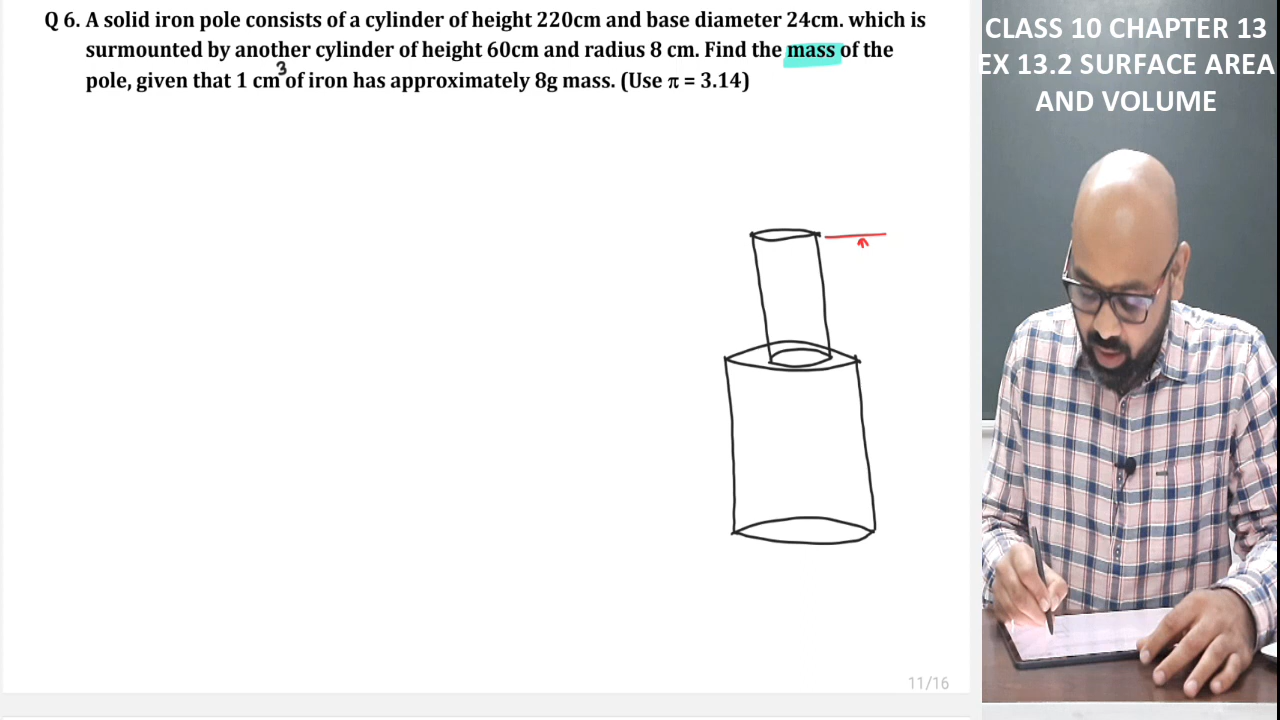 Q 6. A solid iron pole consists of a cylinder of height 220cm and base diameter 24cm. which is
surmounted by another cylinder of height 60cm and radius 8 cm. Find the mass of the
pole, given that 1 cm³ of iron has approximately 8g mass. (Use π = 3.14)
CLASS 10 CHAPTER 13
EX 13.2 SURFACE AREA
AND VOLUME
11/16